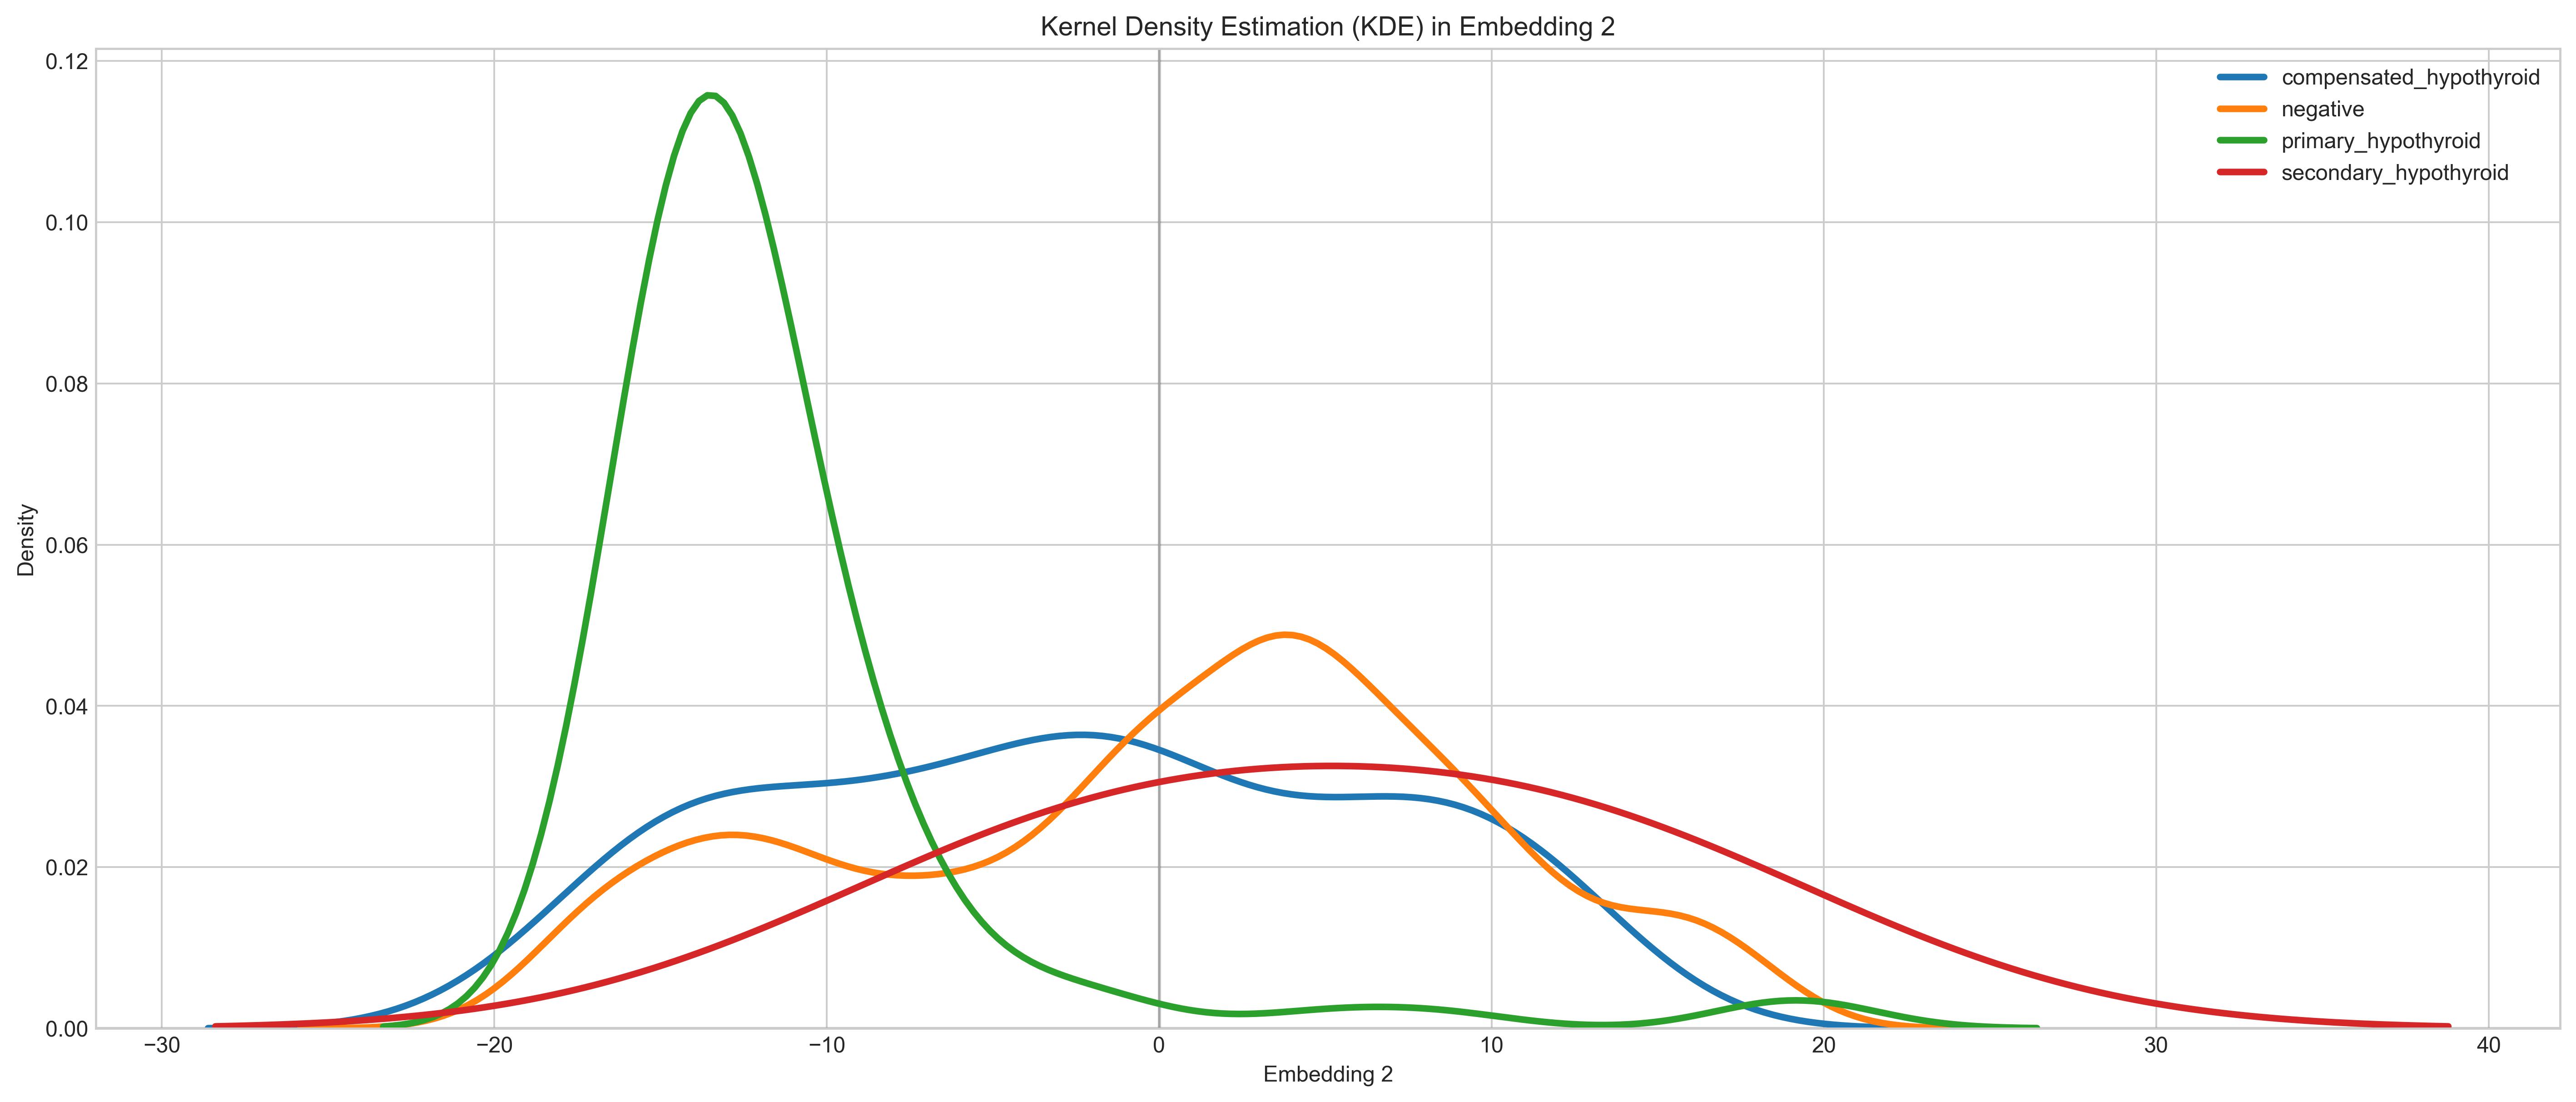 Kernel Density Estimation (KDE) in Embedding 2
0.12
0.10
0.08
0.06
0.04
0.02
0.00
Density
compensated_hypothyroid
negative
primary_hypothyroid
secondary_hypothyroid
−30 −20 −10 0 10 20 30 40
Embedding 2